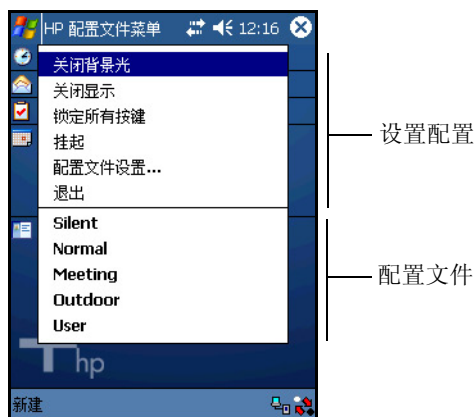 HP 配置文件菜单 12:16
关闭背景光
关闭显示
锁定所有按键
挂起
配置文件设置...
退出
设置配置
Silent
Normal
Meeting
Outdoor
User
配置文件
hp
新建